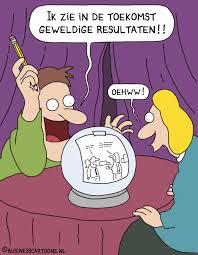 IK ZIE IN DE TOEKOMST
GEWELDIGE RESULTATEN!!
OEHWW!
©BUSINESSCARTOONS.NL